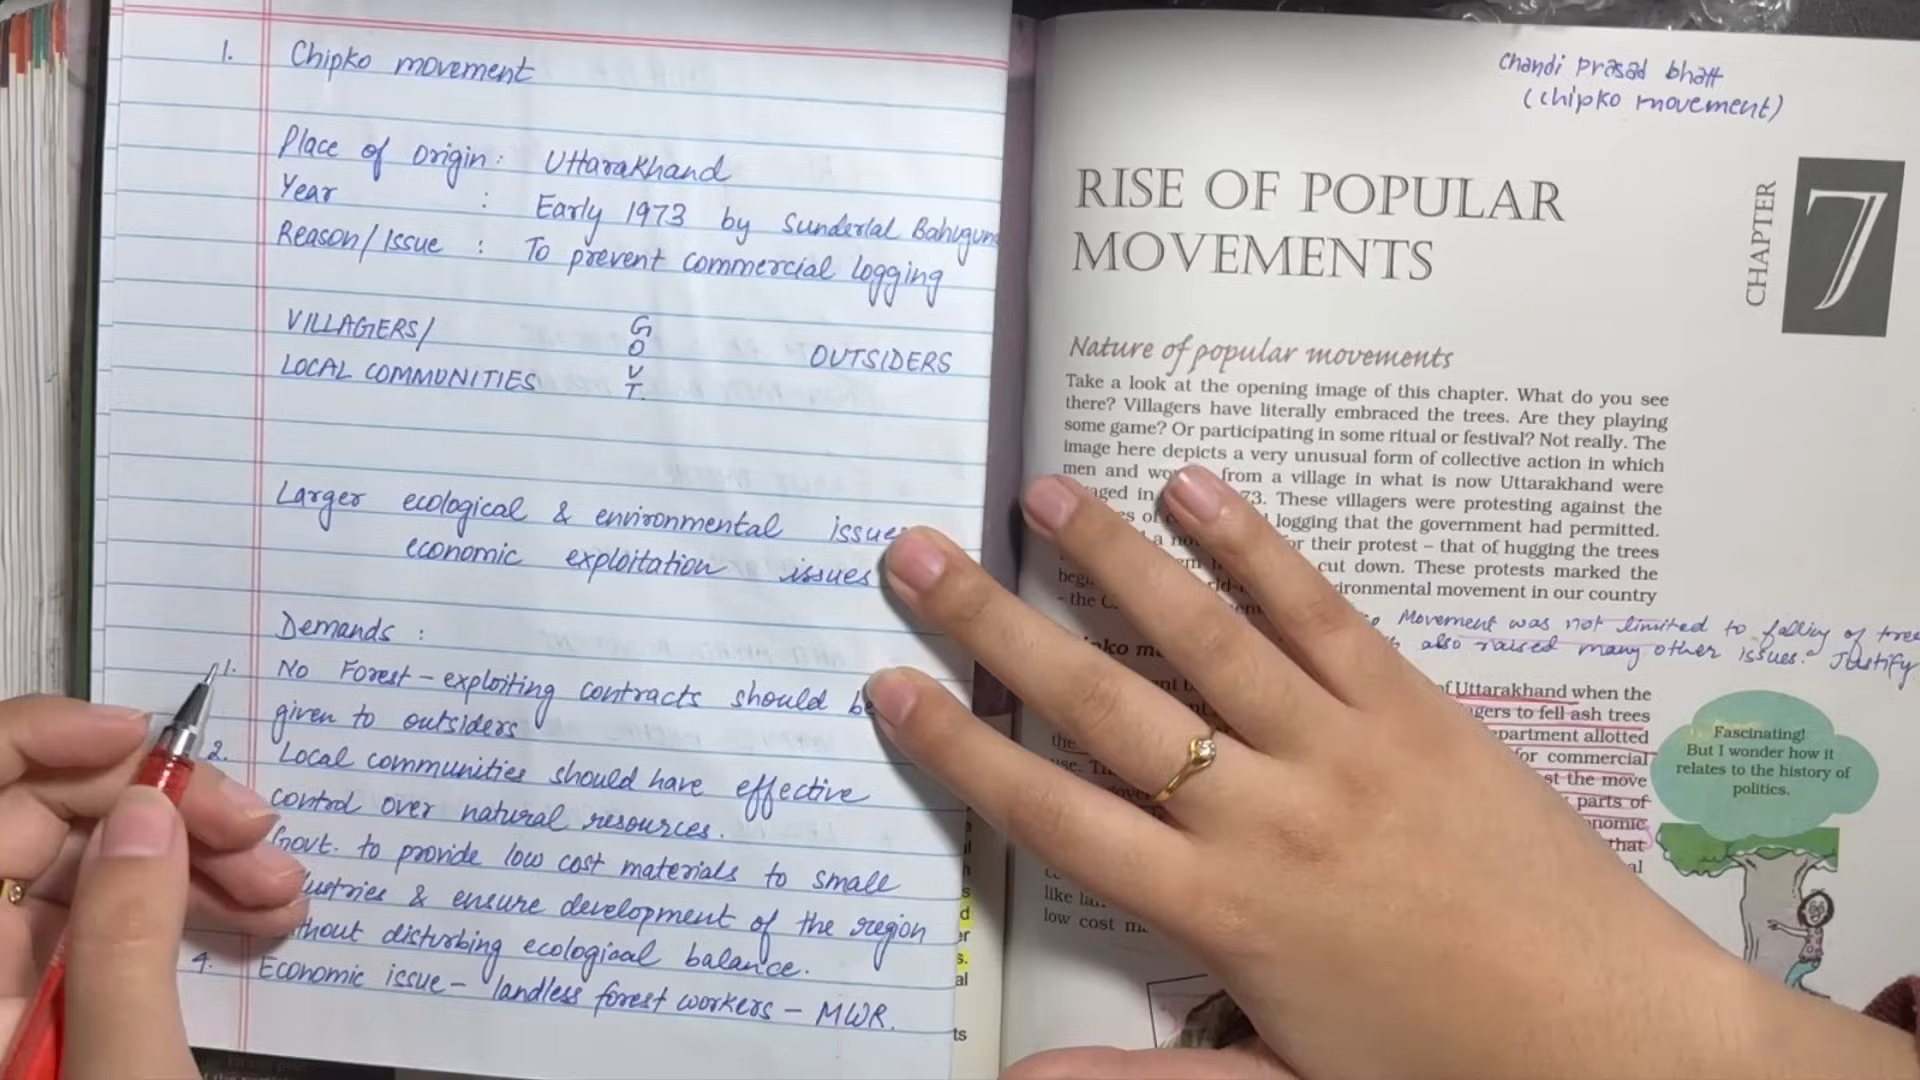 1. Chipko movement
Place of origin: Uttarakhand
Year : Early 1973 by Sunderlal
Reason/Issue : To prevent commercial logging
VILLAGERS/
LOCAL COMMUNITIES
GOVT.
OUTSIDERS
Larger ecological & environmental
economic exploitation issues
Demands :
1. No Forest-exploiting contracts should be
given to outsiders
2. Local communities should have effective
control over natural resources.
Govt. to provide low cost materials to small
& ensure development of the region
disturbing ecological balance.
4. Economic issue - landless forest workers - MWR.
Chandi Prasad bhatt
(Chipko movement)
RISE OF POPULAR
MOVEMENTS
CHAPTER
7
Nature of popular movements
Take a look at the opening image of this chapter. What do you see
there? Villagers have literally embraced the trees. Are they playing
some game? Or participating in some ritual or festival? Not really. The
image here depicts a very unusual form of collective action in which
men and from a village in what is now Uttarakhand were
in 73. These villagers were protesting against the
logging that the government had permitted.
their protest – that of hugging the trees
cut down. These protests marked the
movement in our country
– the
Movement was not limited to falling of
also raised many other issues. Justify
of Uttarakhand when the
to fell ash trees
allotted
for commercial
the move
parts of
that
like
low cost
Fascinating!
But I wonder how it
relates to the history of
politics.